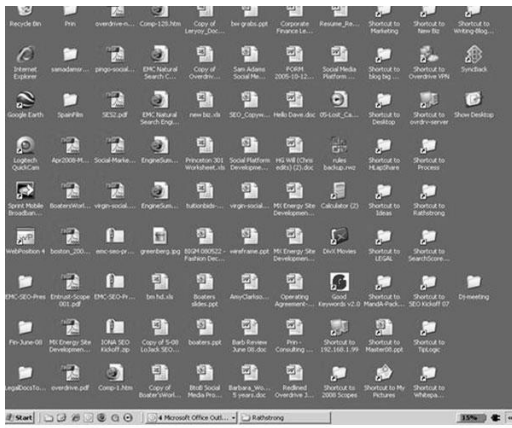 Recycle Bin
Prin
overdrive-n...
Comp-125.htm
Copy of
Leroy_Doc...
bw grabs.ppt
Corporate
Finance Le...
Resume_Re...
Shortcut to
Marketing
Shortcut to
New Biz
Shortcut to
Writing-Blog...
Internet
Explorer
pingo-social...
EMC Natural
Search C...
Copy of
Overdriv...
Sam Adams
Social Me...
PORM
2005-10-12...
Social Media
Platform ...
Shortcut to
blog big ...
Shortcut to
Overdrive VPN
SyncBack
Google Earth
SpainFilm
SES2.pdf
EMC Natural
Search Engi...
new biz.xls
SEO_Copyw...
Hello Dave.doc
05-Loot_Ca...
Shortcut to
Desktop
Shortcut to
ovrdrv-server
Show Desktop
Logitech
QuickCam
Apr2008-M...
Social-Marke...
EngineSum...
Princeton 301
Worksheet.xls
Social Platform
Developme...
HG Will (Chris
edits) (2).doc
rules
backup.rwz
Shortcut to
HLapShare
Shortcut to
Process
Sprint Mobile
Broadban...
BoatersWorl...
virgin-social...
EngineSum...
tuitionbids-...
virgin-social...
MII Energy Site
Developmen...
Calculator (2)
Shortcut to
Ideas
Shortcut to
Rathstrong
WebPosition 4
boston_200...
emc-seo-pr...
greenberg.jpg
BIGM 080522 -
Fashion Dec...
wireframe.ppt
MII Energy Site
Developmen...
DivX Movies
Shortcut to
LEGAL
Shortcut to
SearchScore...
EMC-SEO-Pres
Entrust-Scope
001.pdf
EMC-SEO-Pr...
bm hd.xls
Boaters
slides.ppt
AmyClarkso...
Operating
Agreement-...
Good
Keywords v2.0
Shortcut to
MandA-Pack...
Shortcut to
SEO Kickoff 07
Dj-meeting
Fin-June-08
MII Energy Site
Developmen...
IONA SEO
Kickoff.zip
Copy of 5-08
LoJack SEO...
boaters.ppt
Barb Review
June 08.doc
Prin -
Consulting ...
Shortcut to
192.168.1.99
Shortcut to
Master08.ppt
Shortcut to
TipLogic
LegalDocsTo...
overdrive.pdf
Comp-1.htm
Copy of
Boater'sWorl...
Bto8 Social
Media Pro...
Barbara_Wo...
5 years.doc
Redlined
Overdrive 3...
Shortcut to
2008 Scopes
Shortcut to My
Pictures
Shortcut to
Whitepa...
Start
4 Microsoft Office Outl...
Rathstrong
15%